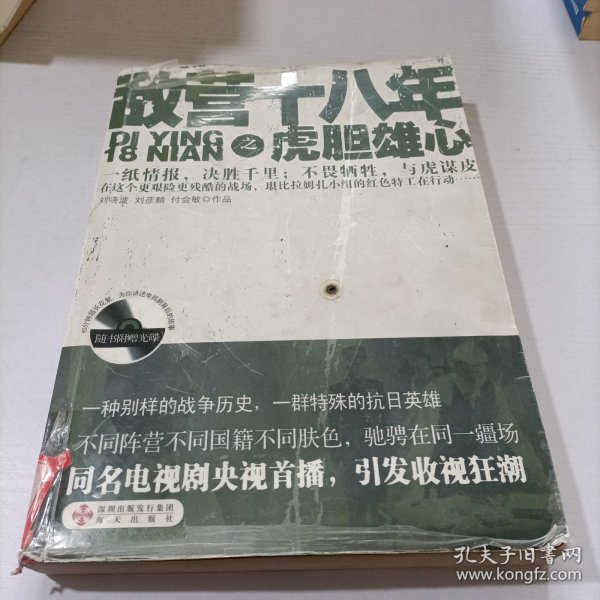 敌营十八年
DI YING
18 NIAN
之
虎胆雄心
一纸情报，决胜千里；不畏牺牲，与虎谋皮
在这个更艰险更残酷的战场，堪比拉姆扎小组的红色特工在行动……
刘晓波 刘彦麟 付会敏◎作品
随书附赠光碟
一种别样的战争历史，一群特殊的抗日英雄
不同阵营不同国籍不同肤色，驰骋在同一疆场
同名电视剧央视首播，引发收视狂潮
深圳出版发行集团
海天出版社
孔夫子旧书网
www.kongfz.com